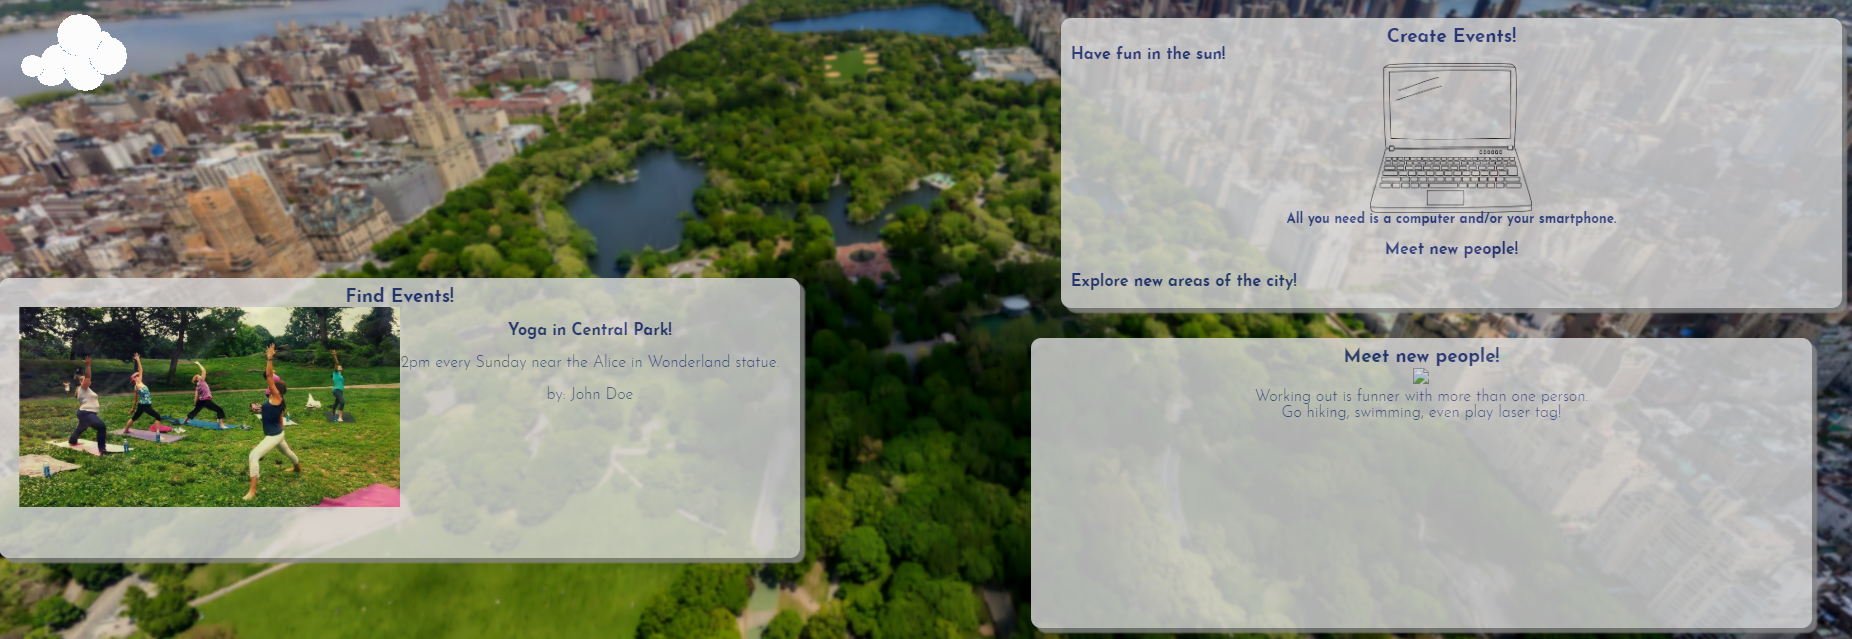 Create Events!
Have fun in the sun!
All you need is a computer and/or your smartphone.
Meet new people!
Explore new areas of the city!
Find Events!
Yoga in Central Park!
2pm every Sunday near the Alice in Wonderland statue.
by: John Doe
Meet new people!
Working out is funner with more than one person.
Go hiking, swimming, even play laser tag!